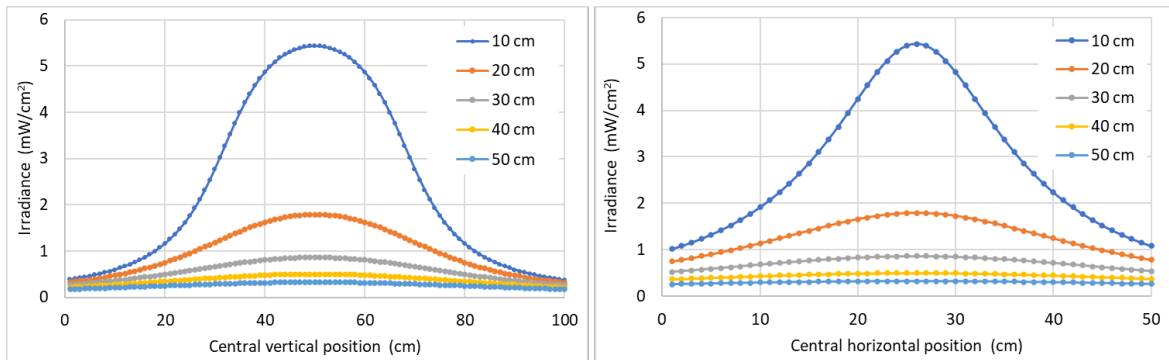 Irradiance (mW/cm²)
6
5
4
3
2
1
0
0 20 40 60 80 100
Central vertical position (cm)
10 cm
20 cm
30 cm
40 cm
50 cm
Irradiance (mW/cm²)
6
5
4
3
2
1
0
0 10 20 30 40 50
Central horizontal position (cm)
10 cm
20 cm
30 cm
40 cm
50 cm